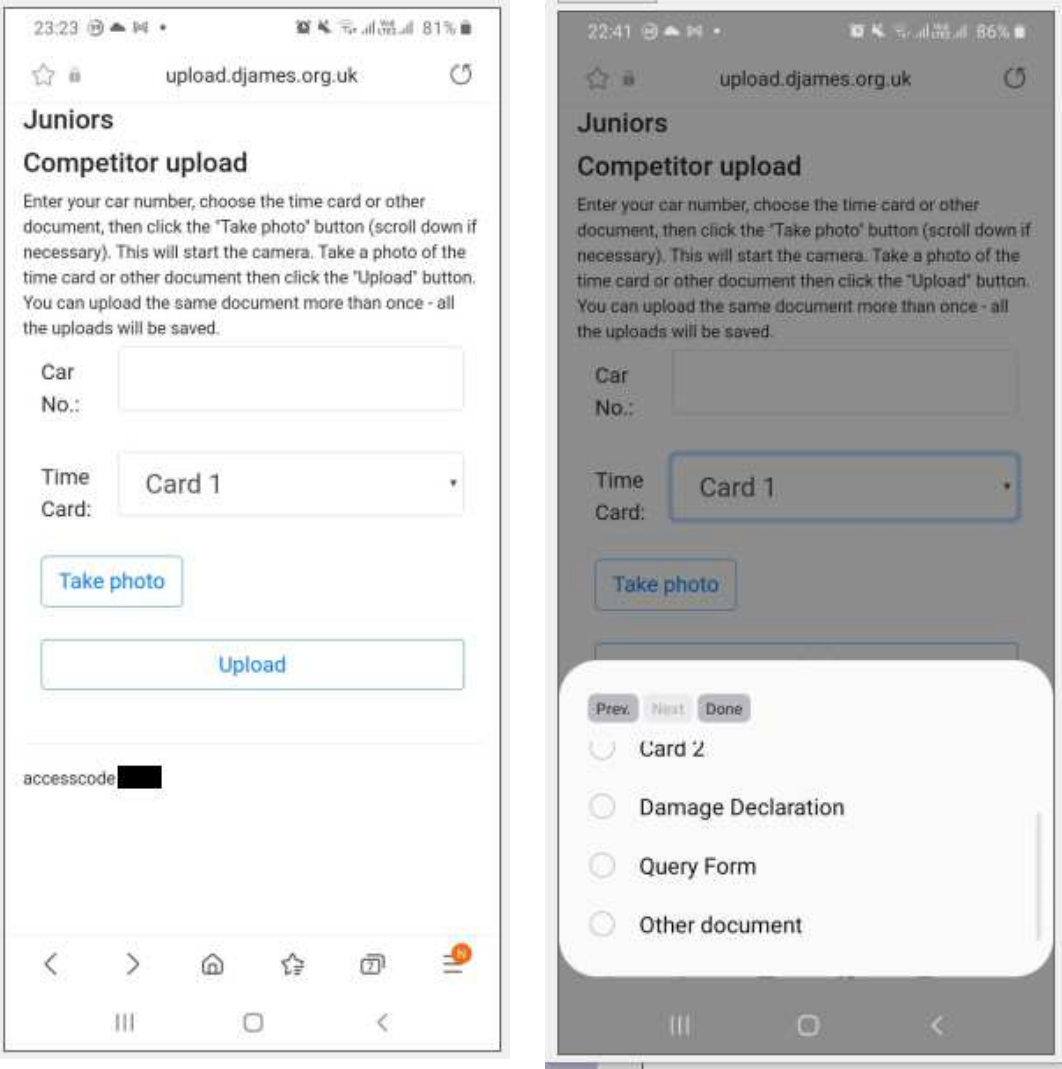 23:23
81%
upload.djames.org.uk
Juniors
Competitor upload
Enter your car number, choose the time card or other
document, then click the "Take photo" button (scroll down if
necessary). This will start the camera. Take a photo of the
time card or other document then click the "Upload" button.
You can upload the same document more than once - all
the uploads will be saved.
Car
No.:
Time
Card:
Card 1
Take photo
Upload
accesscode
7
N
22:41
86%
upload.djames.org.uk
Juniors
Competitor upload
Enter your car number, choose the time card or other
document, then click the "Take photo" button (scroll down if
necessary). This will start the camera. Take a photo of the
time card or other document then click the "Upload" button.
You can upload the same document more than once - all
the uploads will be saved.
Car
No.:
Time
Card:
Card 1
Take photo
Prev.
Next
Done
Card 2
Damage Declaration
Query Form
Other document